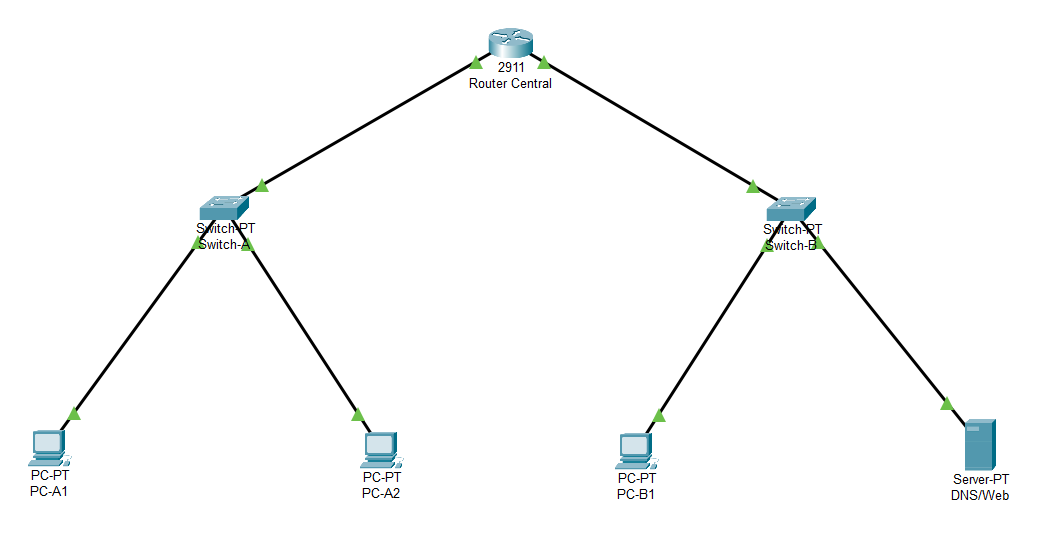 2911
Router Central
Switch-PT
Switch-A
Switch-PT
Switch-B
PC-PT
PC-A1
PC-PT
PC-A2
PC-PT
PC-B1
Server-PT
DNS/Web